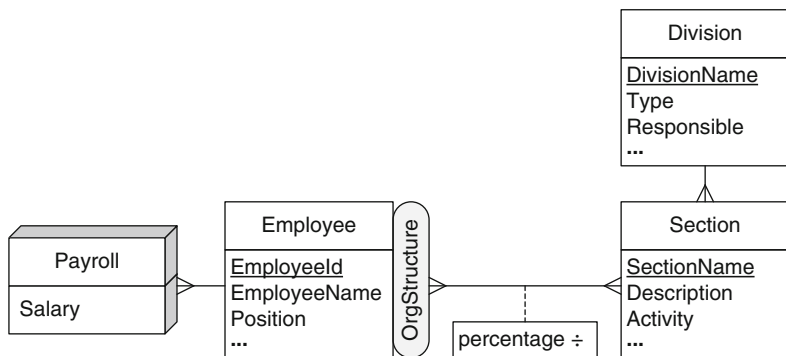 Division
DivisionName
Type
Responsible
...
Payroll
Salary
Employee
EmployeeId
EmployeeName
Position
...
OrgStructure
percentage ÷
Section
SectionName
Description
Activity
...